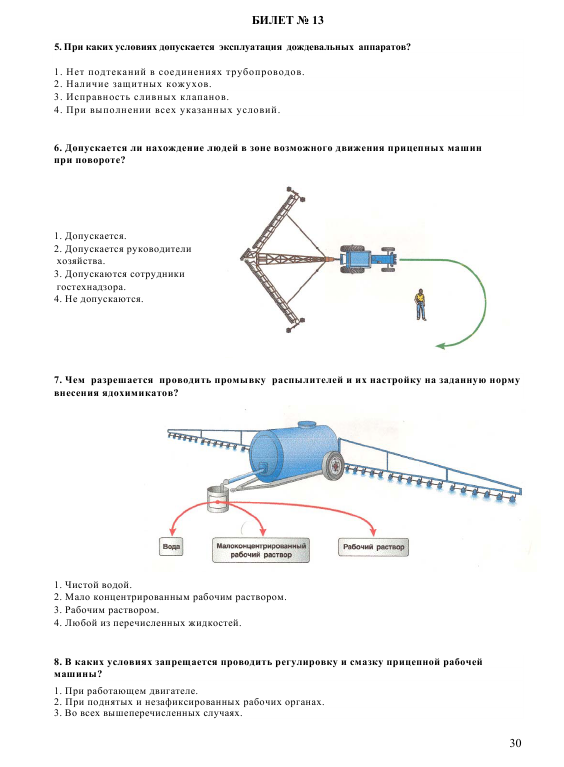 БИЛЕТ № 13
5. При каких условиях допускается эксплуатация дождевальных аппаратов?
1. Нет подтеканий в соединениях трубопроводов.
2. Наличие защитных кожухов.
3. Исправность сливных клапанов.
4. При выполнении всех указанных условий.
6. Допускается ли нахождение людей в зоне возможного движения прицепных машин
при повороте?
1. Допускается.
2. Допускается руководители
хозяйства.
3. Допускаются сотрудники
гостехнадзора.
4. Не допускаются.
7. Чем разрешается проводить промывку распылителей и их настройку на заданную норму
внесения ядохимикатов?
Вода
Малоконцентрированный
рабочий раствор
Рабочий раствор
1. Чистой водой.
2. Мало концентрированным рабочим раствором.
3. Рабочим раствором.
4. Любой из перечисленных жидкостей.
8. В каких условиях запрещается проводить регулировку и смазку прицепной рабочей
машины?
1. При работающем двигателе.
2. При поднятых и незафиксированных рабочих органах.
3. Во всех вышеперечисленных случаях.
30